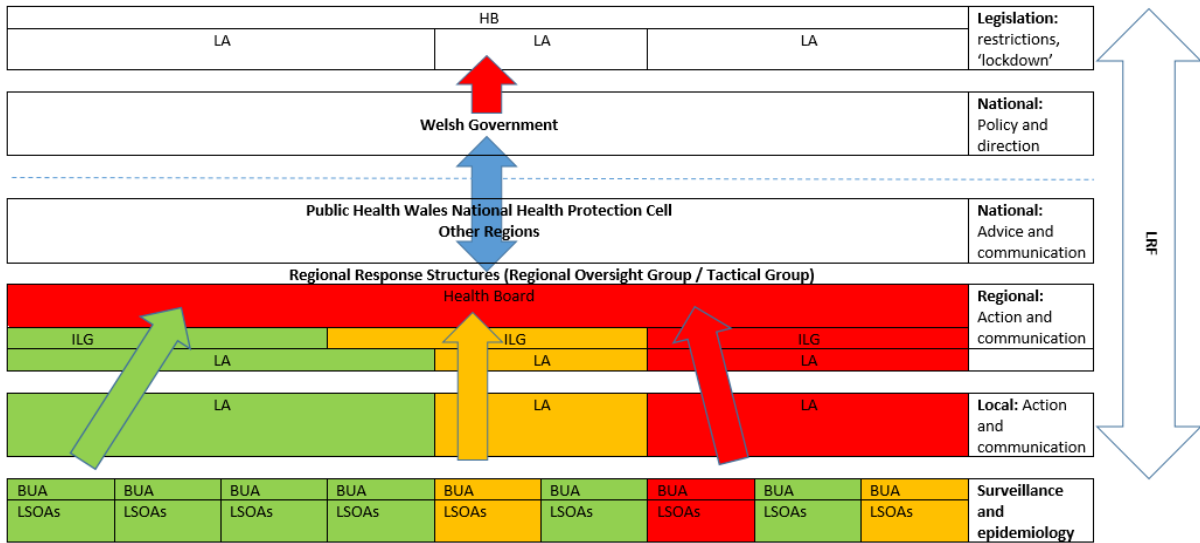 HB
Legislation:
LA LA LA
restrictions,
‘lockdown’
National:
Welsh Government
Policy and
direction
Public Health Wales National Health Protection Cell
National:
Other Regions
Advice and
communication
Regional Response Structures (Regional Oversight Group / Tactical Group)
Health Board
Regional:
Action and
communication
ILG ILG ILG
LA LA LA
LA LA LA
Local: Action
and
communication
BUA BUA BUA BUA BUA BUA BUA BUA BUA
LSOAs LSOAs LSOAs LSOAs LSOAs LSOAs LSOAs LSOAs LSOAs
Surveillance
and
epidemiology
LRF